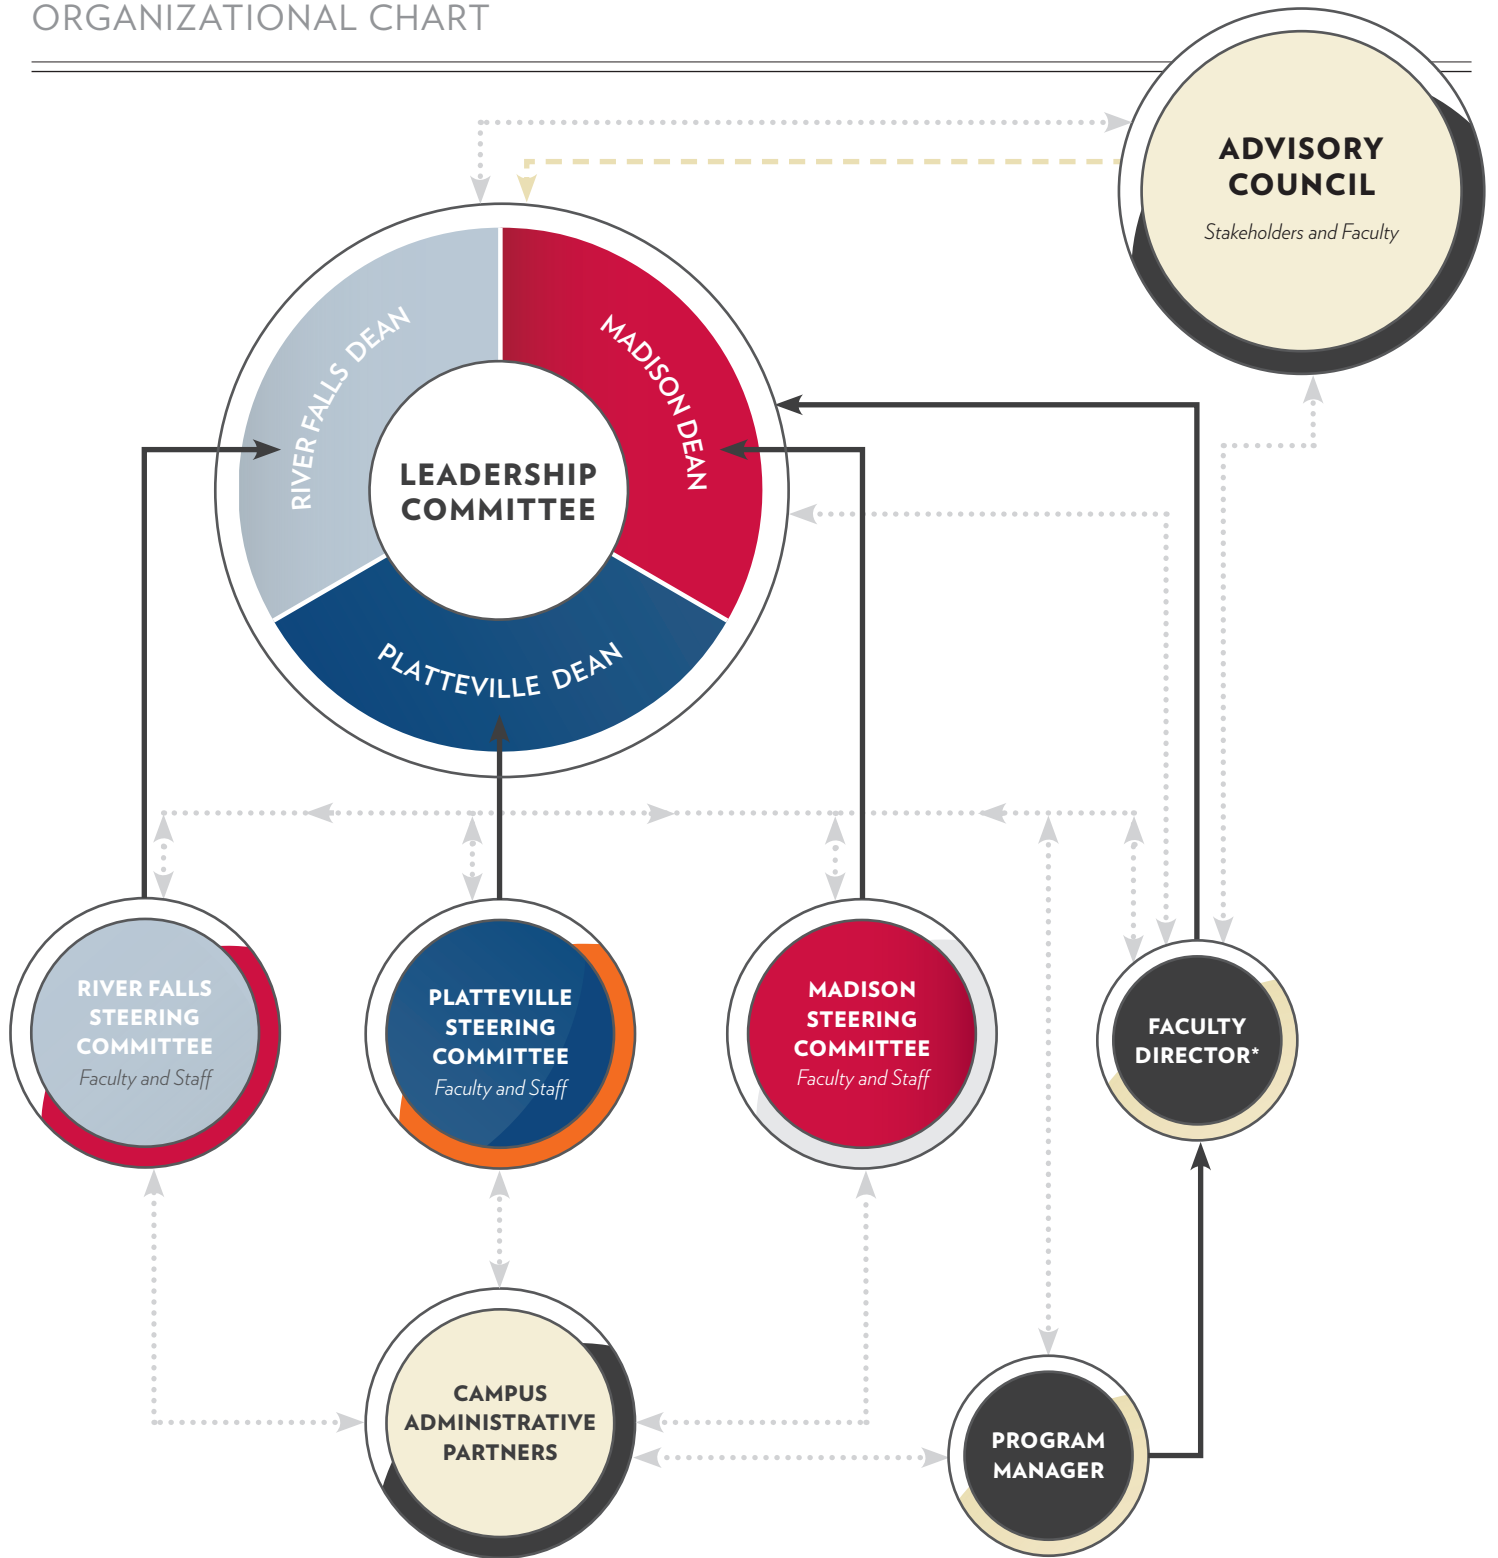 ORGANIZATIONAL CHART
ADVISORY
COUNCIL
Stakeholders and Faculty
RIVER FALLS DEAN
MADISON DEAN
LEADERSHIP
COMMITTEE
PLATTEVILLE DEAN
RIVER FALLS
STEERING
COMMITTEE
Faculty and Staff
PLATTEVILLE
STEERING
COMMITTEE
Faculty and Staff
MADISON
STEERING
COMMITTEE
Faculty and Staff
FACULTY
DIRECTOR*
CAMPUS
ADMINISTRATIVE
PARTNERS
PROGRAM
MANAGER